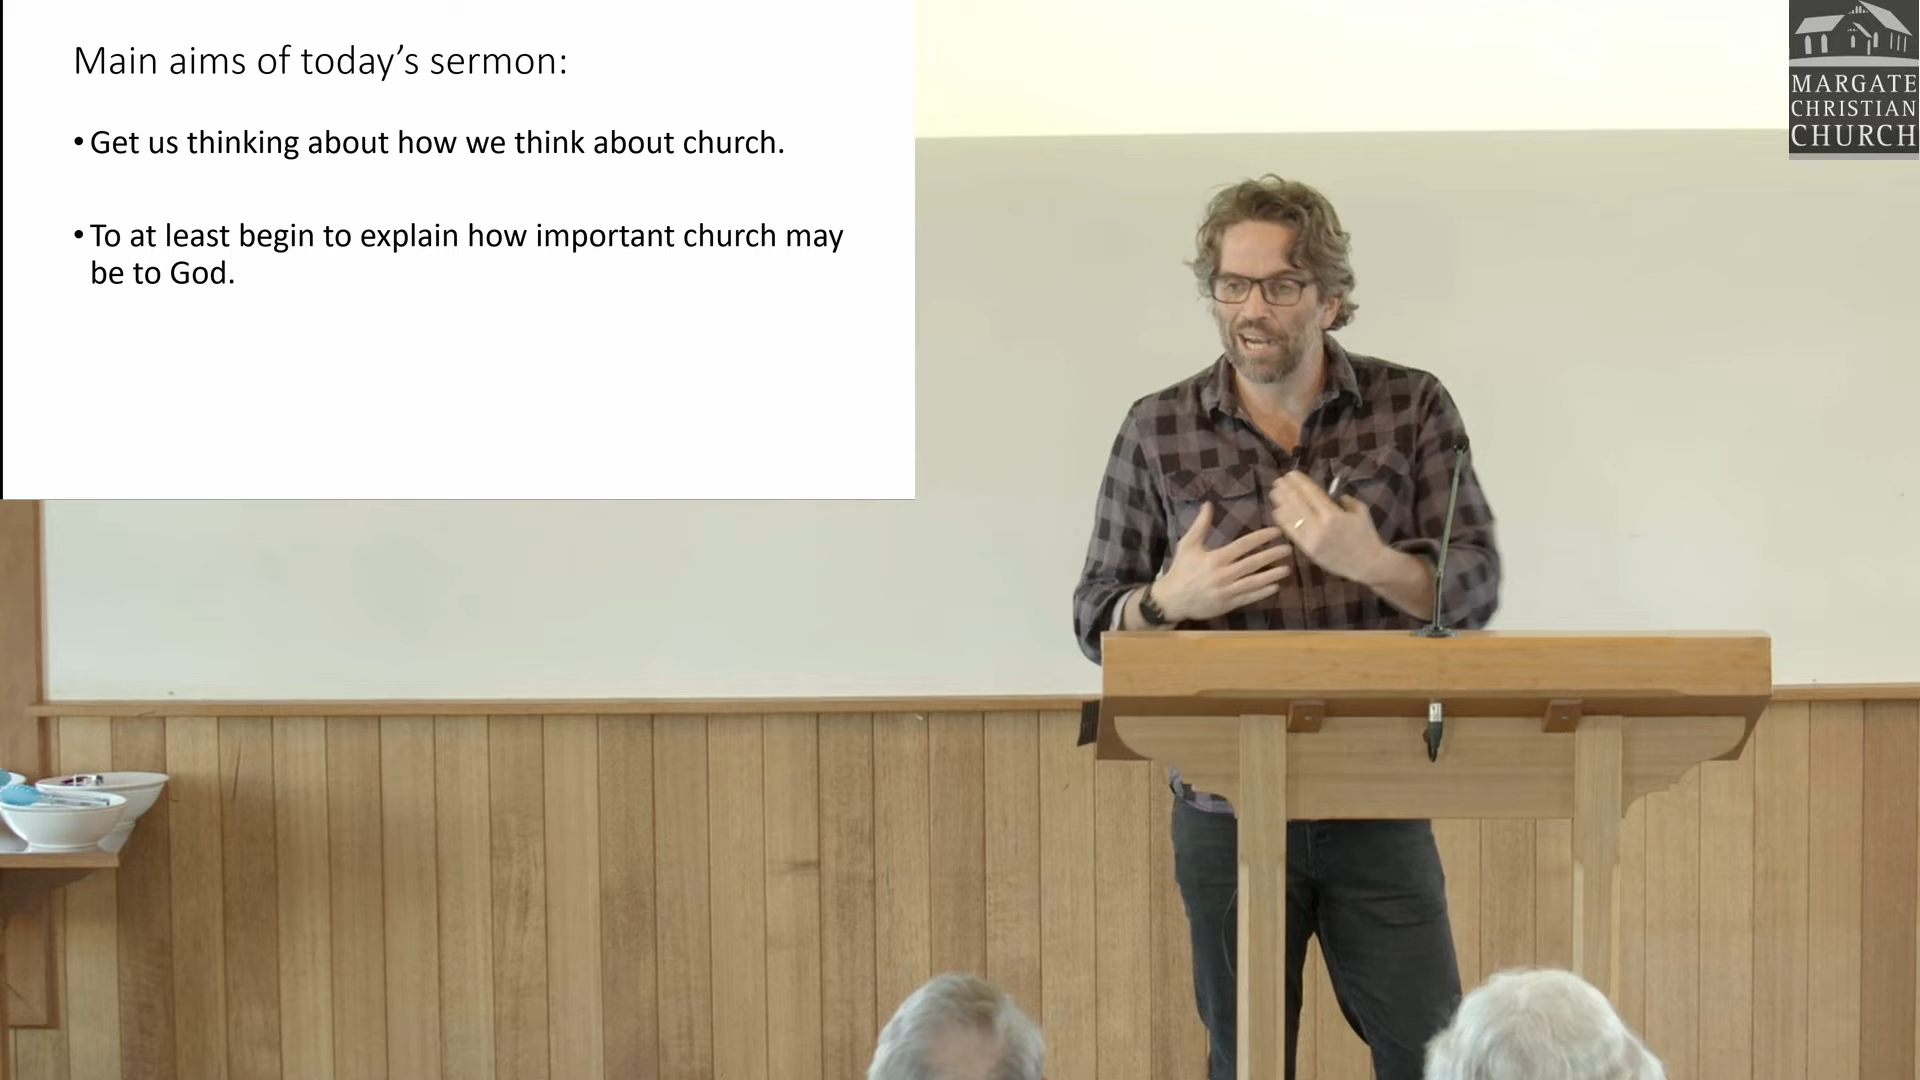 Main aims of today's sermon:
• Get us thinking about how we think about church.
• To at least begin to explain how important church may
be to God.
MARGATE
CHRISTIAN
CHURCH